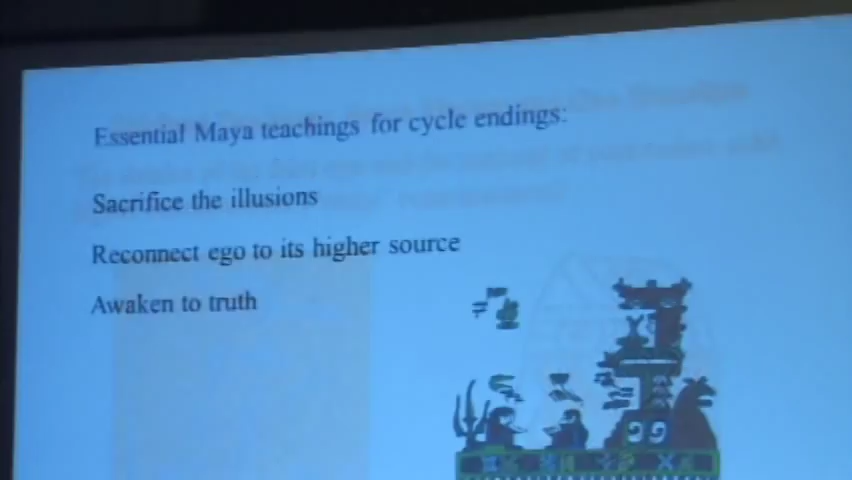 Essential Maya teachings for cycle endings:
Sacrifice the illusions
Reconnect ego to its higher source
Awaken to truth